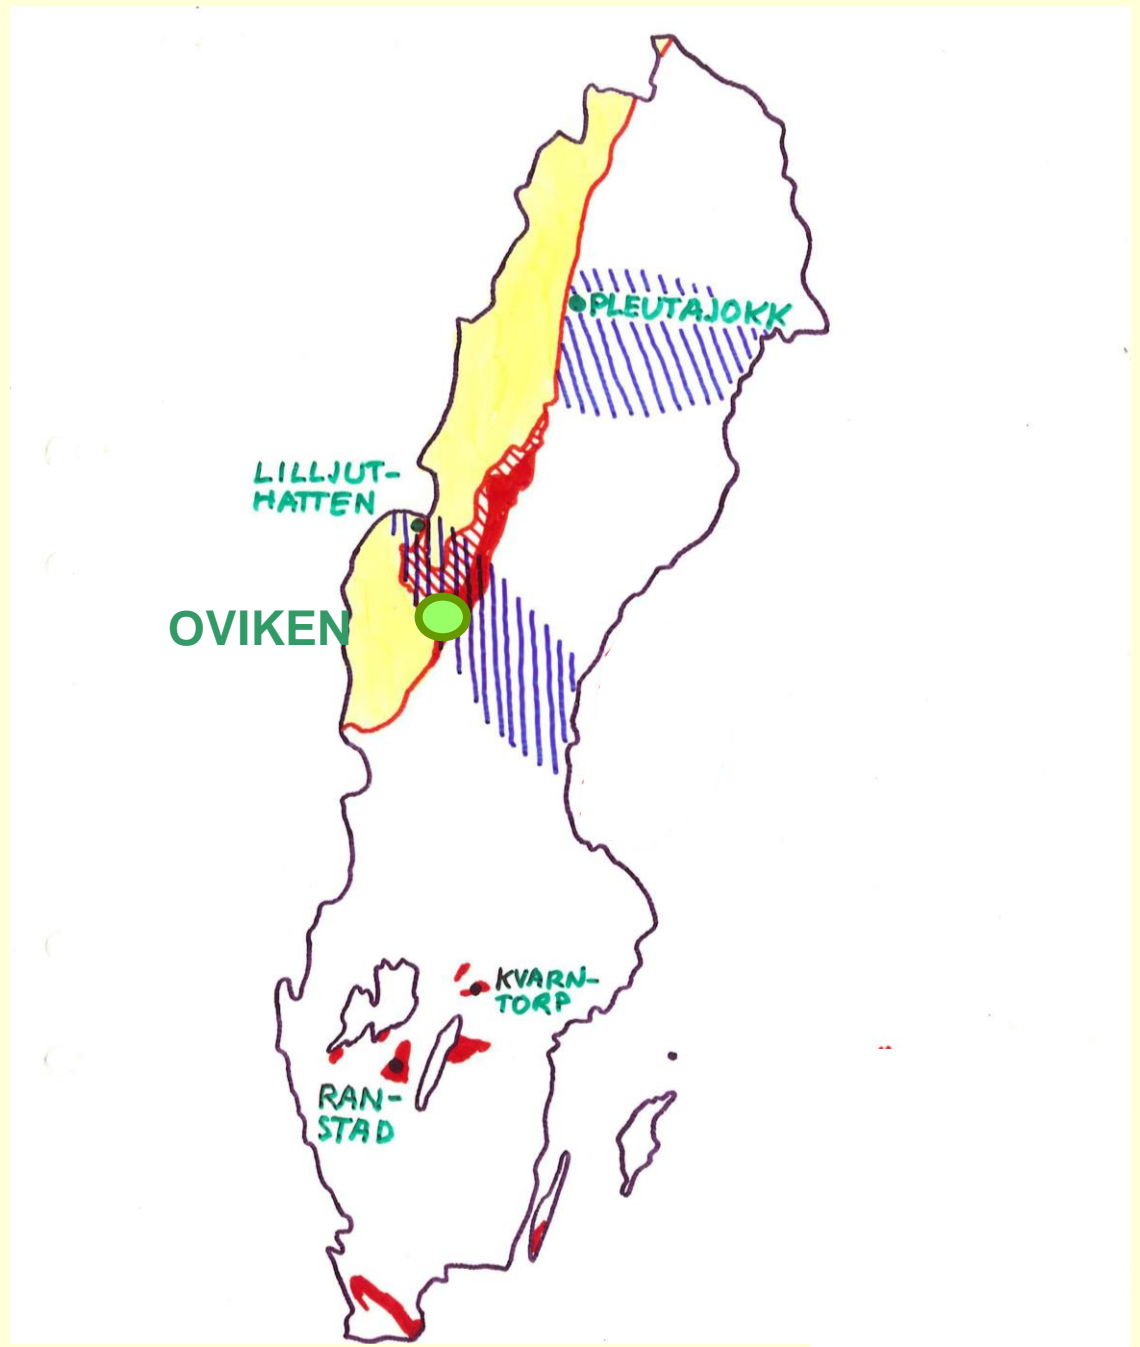 PLEUTAJOKK
LILLJUT-
HATTEN
OVIKEN
KVARN-
TORP
RAN-
STAD